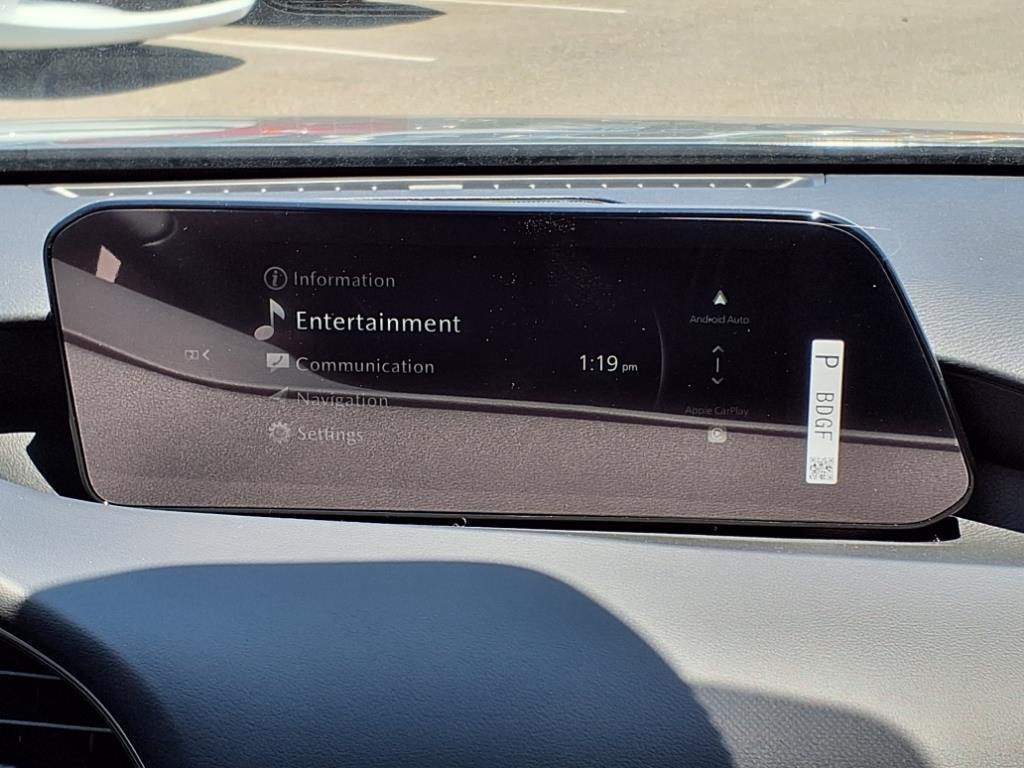 Information
Entertainment
Communication
Navigation
Settings
1:19 pm
Android Auto
Apple CarPlay
P BDGF